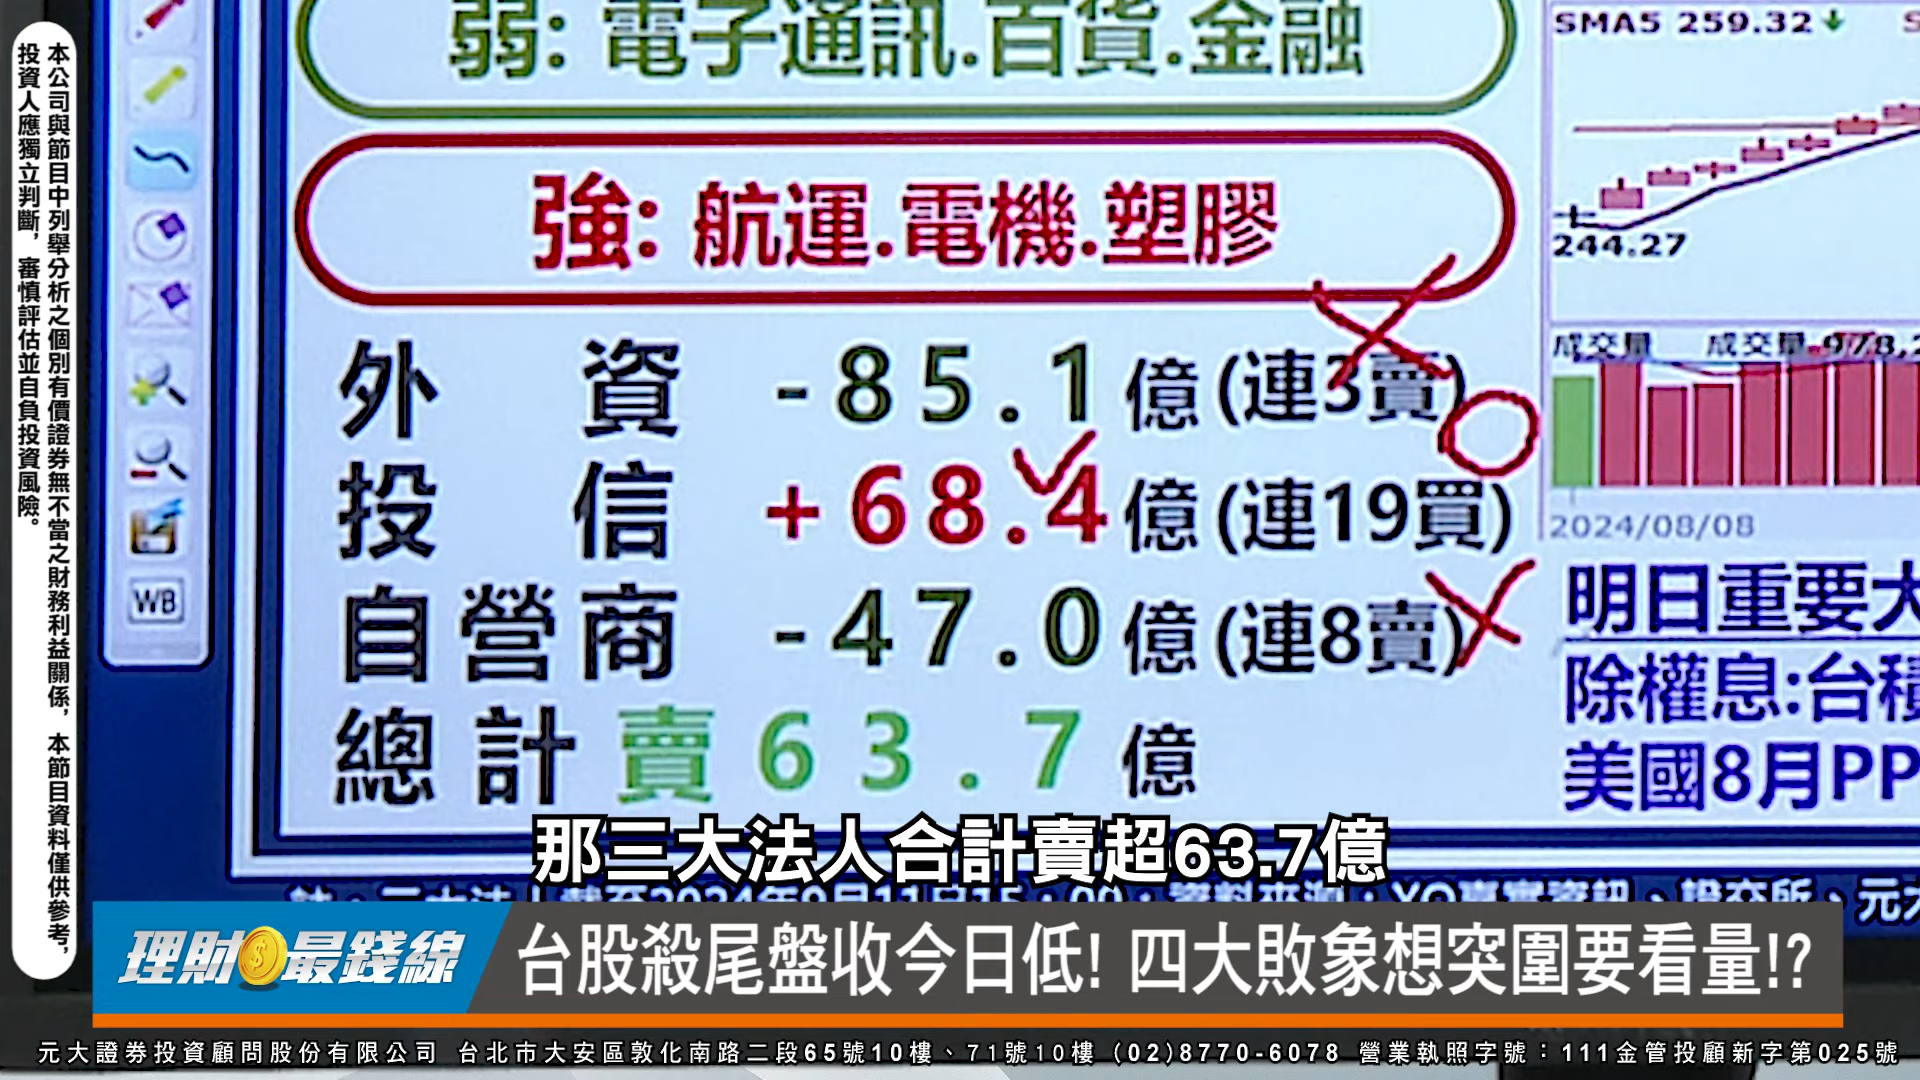 本公司與節目中列舉分析之個別有價證券無不當之財務利益關係，本節目資料僅供參考，
投資人應獨立判斷，審慎評估並自負投資風險。
弱: 電子通訊.百貨.金融
強: 航運.電機.塑膠
外資 -85.1億(連3賣)
投信 +68.4億(連19買)
自營商 -47.0億(連8賣)
總計賣63.7億
WB
SMA5 259.32↓
244.27
成交量 成交量 978,2
2024/08/08
明日重要大
除權息:台積
美國8月PP
那三大法人合計賣超63.7億
理財最錢線
台股殺尾盤收今日低! 四大敗象想突圍要看量!?
元大證券投資顧問股份有限公司 台北市大安區敦化南路二段65號10樓、71號10樓 (02)8770-6078 營業執照字號：111金管投顧新字第025號